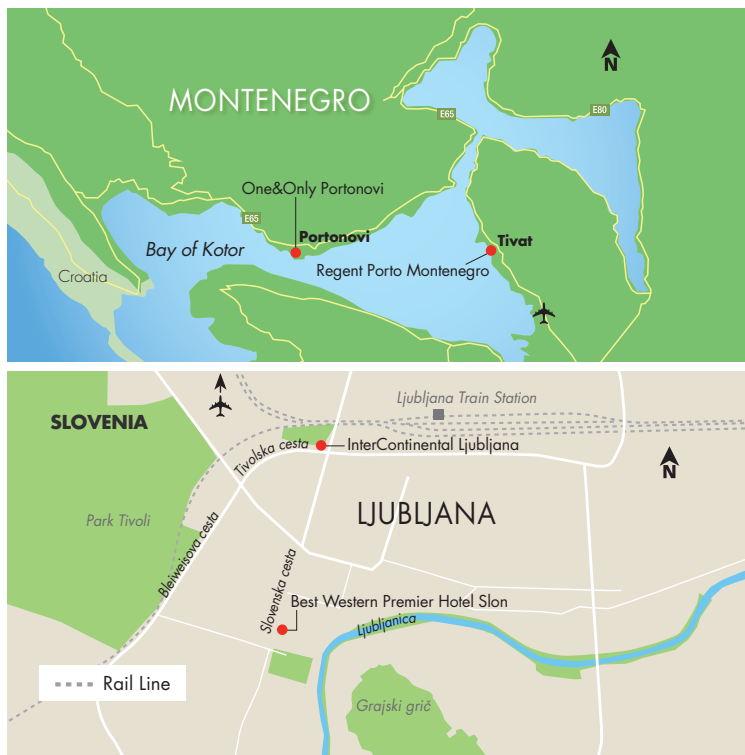 MONTENEGRO
N
E65
E80
One&Only Portonovi
E65
Portonovi
Tivat
Bay of Kotor
Regent Porto Montenegro
Croatia
SLOVENIA
Ljubljana Train Station
Tivolska cesta
InterContinental Ljubljana
N
Park Tivoli
LJUBLJANA
Bleiweisova cesta
Slovenska cesta
Best Western Premier Hotel Slon
Ljubljanica
Rail Line
Grajski grič